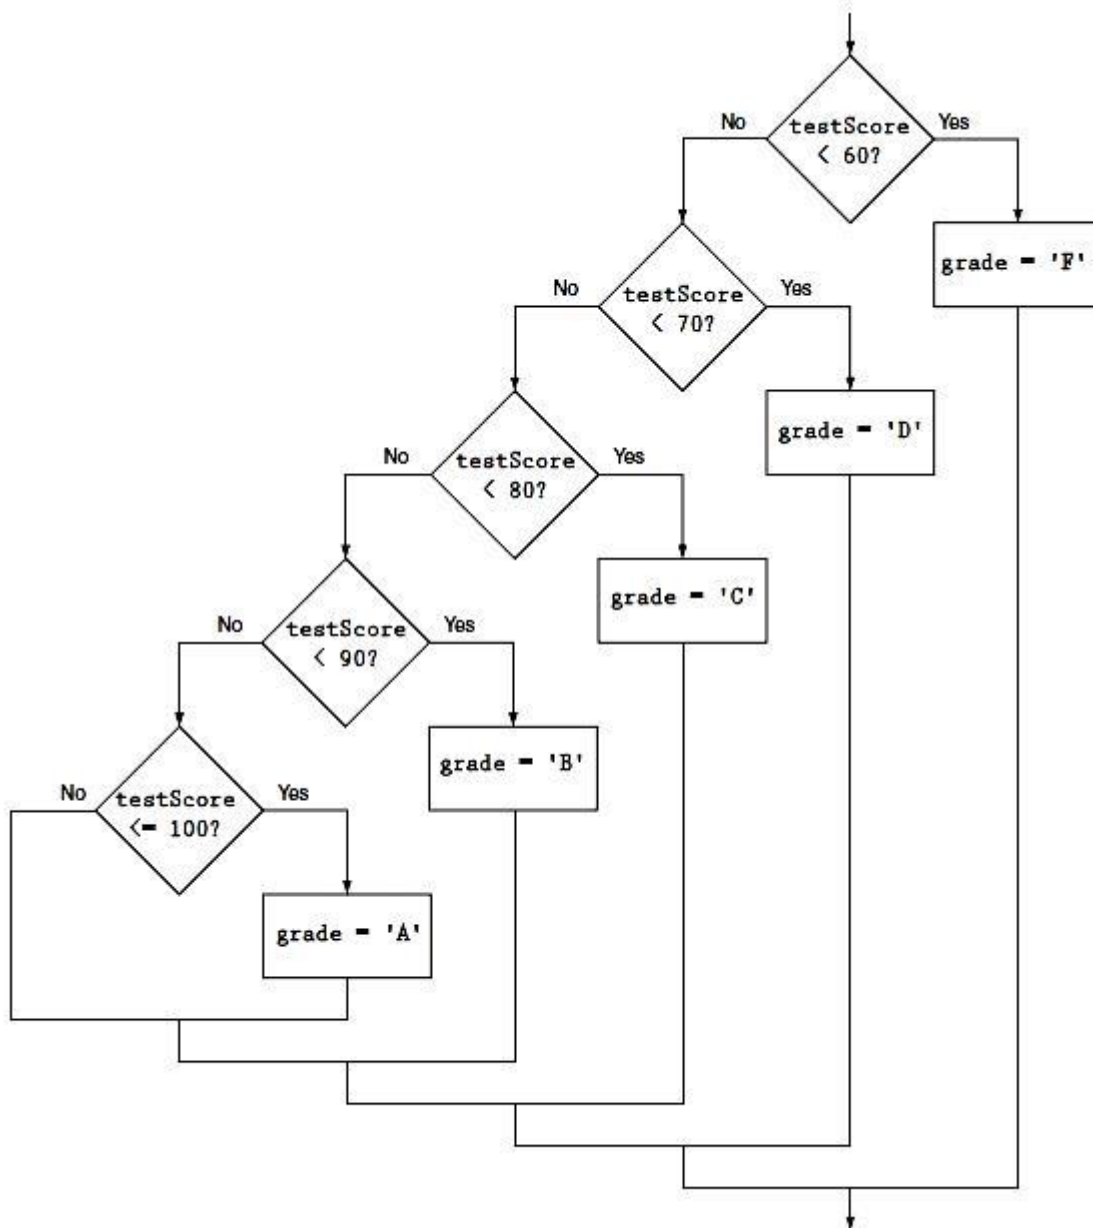 testScore
< 60?
No
Yes
grade = 'F'
testScore
< 70?
No
Yes
grade = 'D'
testScore
< 80?
No
Yes
grade = 'C'
testScore
< 90?
No
Yes
grade = 'B'
testScore
<= 100?
No
Yes
grade = 'A'